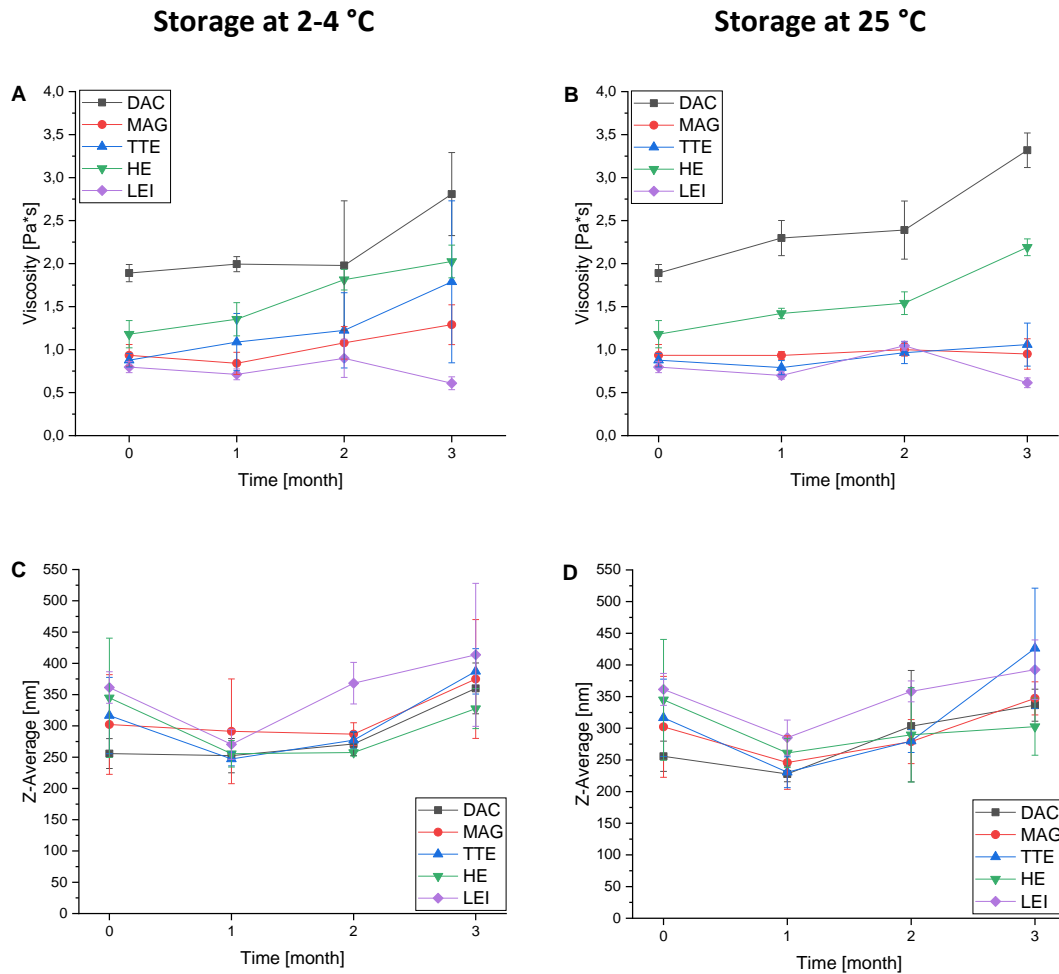 Storage at 2-4 °C
Storage at 25 °C
A
4,0
3,5
3,0
2,5
2,0
1,5
1,0
0,5
0,0
Viscosity [Pa*s]
DAC
MAG
TTE
HE
LEI
0 1 2 3
Time [month]
B
4,0
3,5
3,0
2,5
2,0
1,5
1,0
0,5
0,0
Viscosity [Pa*s]
DAC
MAG
TTE
HE
LEI
0 1 2 3
Time [month]
C
550
500
450
400
350
300
250
200
150
100
50
0
Z-Average [nm]
DAC
MAG
TTE
HE
LEI
0 1 2 3
Time [month]
D
550
500
450
400
350
300
250
200
150
100
50
0
Z-Average [nm]
DAC
MAG
TTE
HE
LEI
0 1 2 3
Time [month]